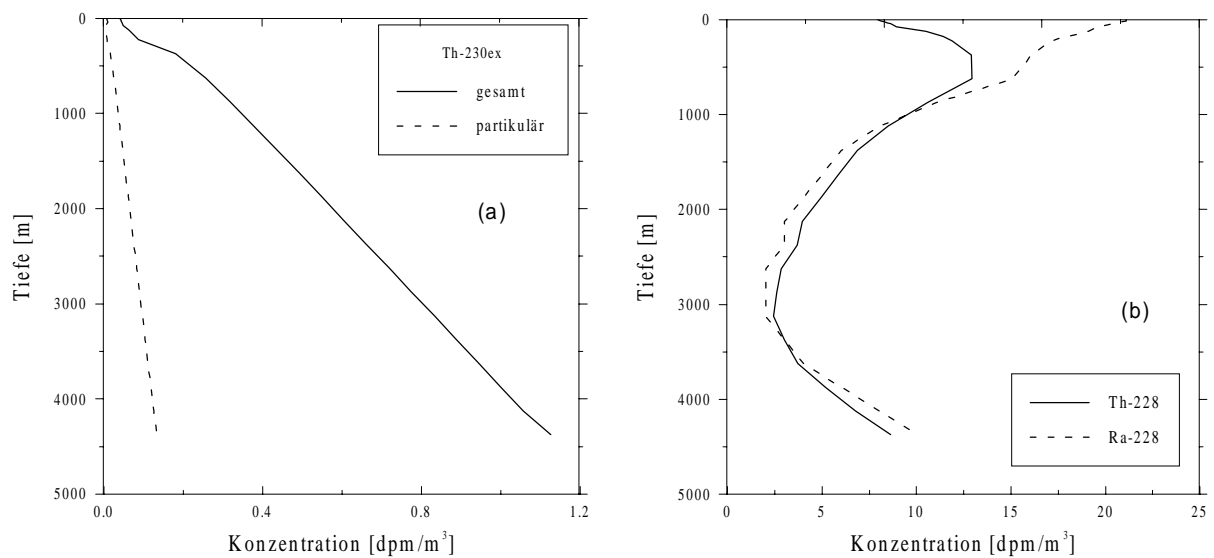 0
1000
2000
3000
4000
5000
Tiefe [m]
0.0
0.4
0.8
1.2
Konzentration [dpm/m³]
Th-230ex
gesamt
partikulär
(a)
0
1000
2000
3000
4000
5000
Tiefe [m]
0
5
10
15
20
25
Konzentration [dpm/m³]
(b)
Th-228
Ra-228